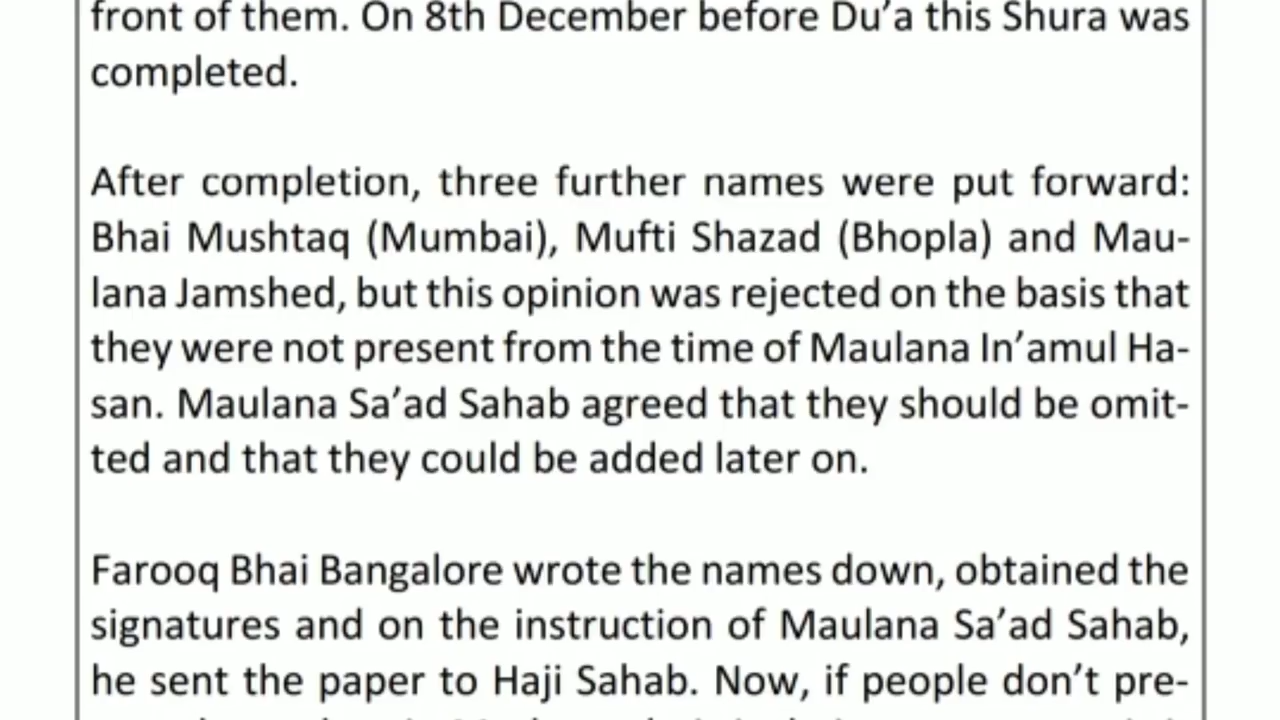 front of them. On 8th December before Du’a this Shura was
completed.
After completion, three further names were put forward:
Bhai Mushtaq (Mumbai), Mufti Shazad (Bhopla) and Mau-
lana Jamshed, but this opinion was rejected on the basis that
they were not present from the time of Maulana In’amul Ha-
san. Maulana Sa’ad Sahab agreed that they should be omit-
ted and that they could be added later on.
Farooq Bhai Bangalore wrote the names down, obtained the
signatures and on the instruction of Maulana Sa’ad Sahab,
he sent the paper to Haji Sahab. Now, if people don’t pre-